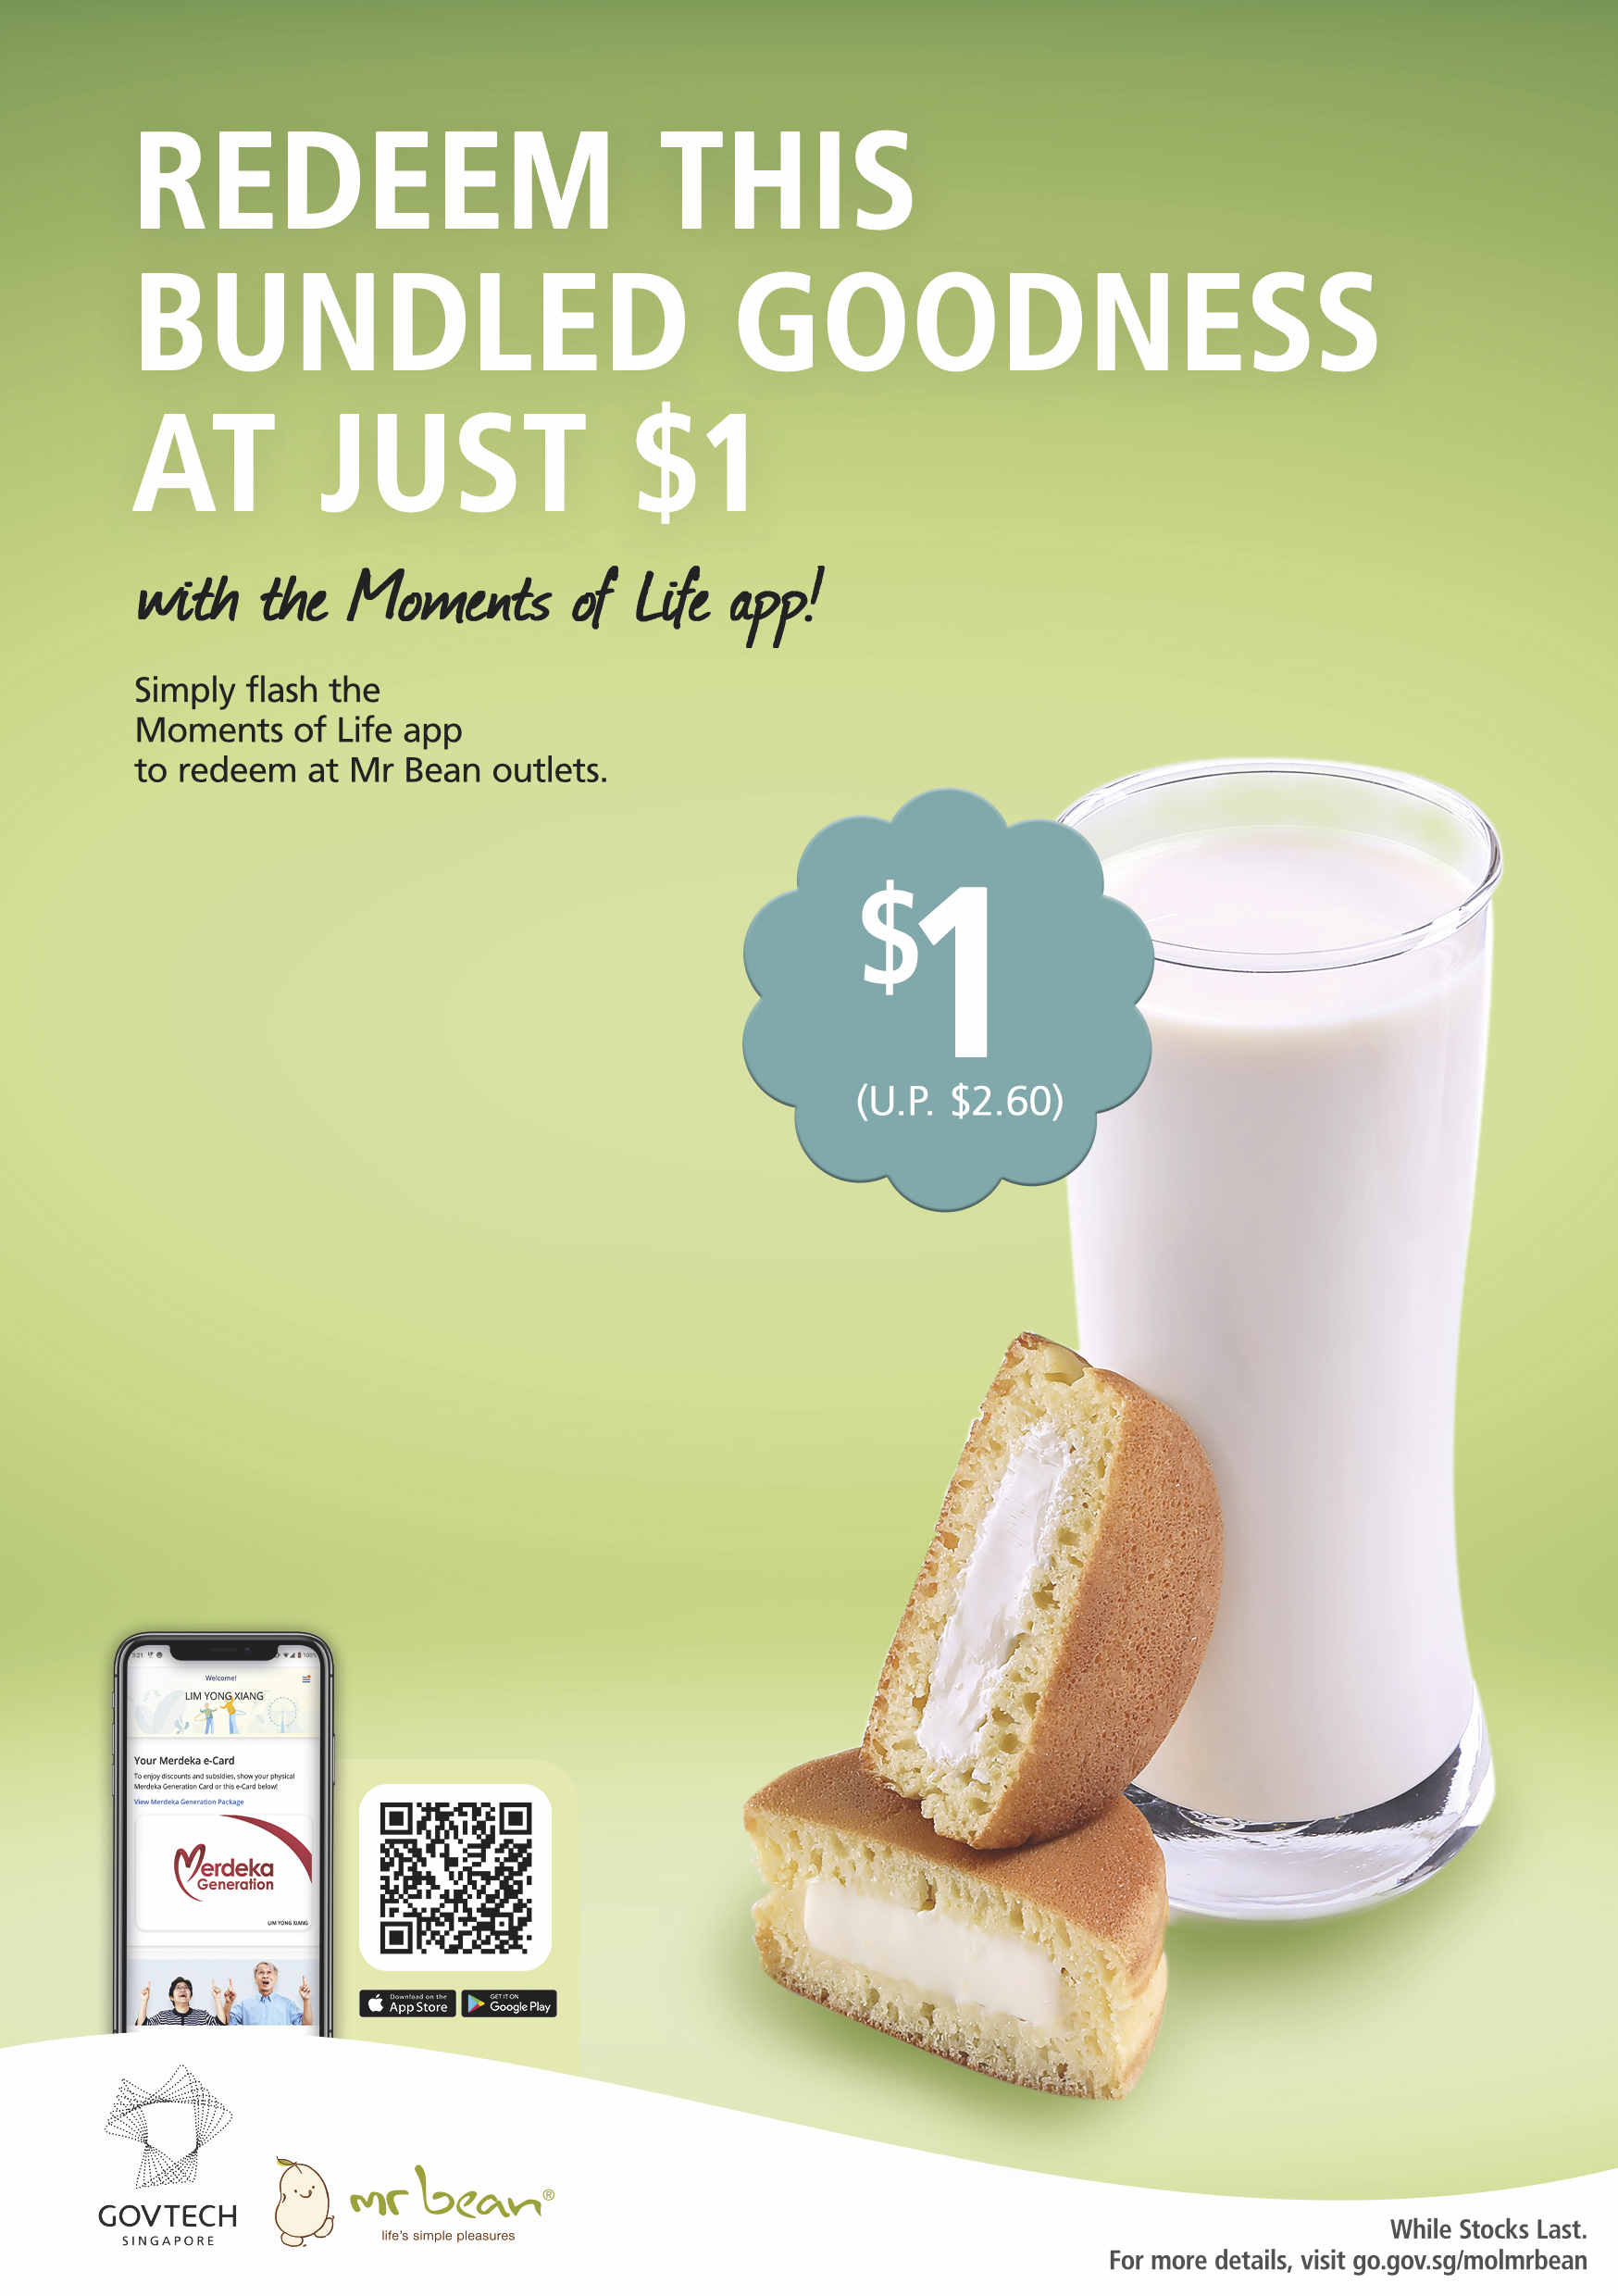 REDEEM THIS
BUNDLED GOODNESS
AT JUST $1
with the Moments of Life app!
Simply flash the
Moments of Life app
to redeem at Mr Bean outlets.
$1
(U.P. $2.60)
3:21
100%
Welcome!
LIM YONG XIANG
Your Merdeka e-Card
To enjoy discounts and subsidies, show your physical
Merdeka Generation Card or this e-Card below!
View Merdeka Generation Package
Merdeka
Generation
LIM YONG XIANG
Download on the
App Store
GET IT ON
Google Play
GOVTECH
SINGAPORE
mr bean®
life's simple pleasures
While Stocks Last.
For more details, visit go.gov.sg/molmrbean